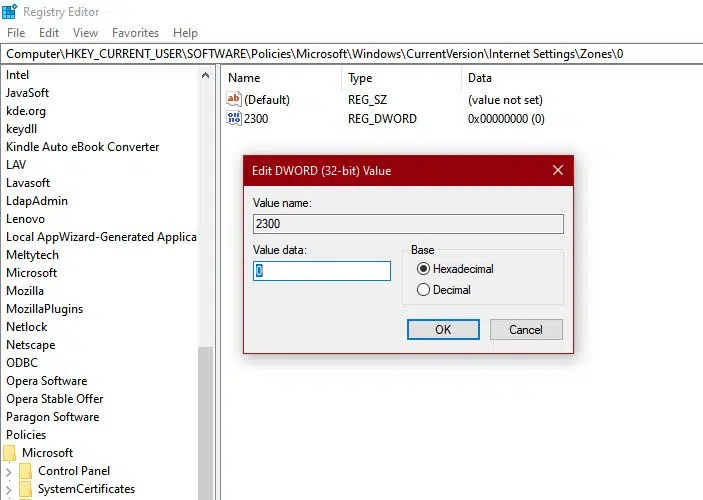 Registry Editor
File Edit View Favorites Help
Computer\HKEY_CURRENT_USER\SOFTWARE\Policies\Microsoft\Windows\CurrentVersion\Internet Settings\Zones\0
Intel
JavaSoft
kde.org
keydll
Kindle Auto eBook Converter
LAV
Lavasoft
LdapAdmin
Lenovo
Local AppWizard-Generated Applica
Meltytech
Microsoft
Mozilla
MozillaPlugins
Netlock
Netscape
ODBC
Opera Software
Opera Stable Offer
Paragon Software
Policies
Microsoft
Control Panel
SystemCertificates
Name Type Data
ab (Default) REG_SZ (value not set)
2300 REG_DWORD 0x00000000 (0)
Edit DWORD (32-bit) Value
Value name:
2300
Value data:
0
Base
Hexadecimal
Decimal
OK Cancel